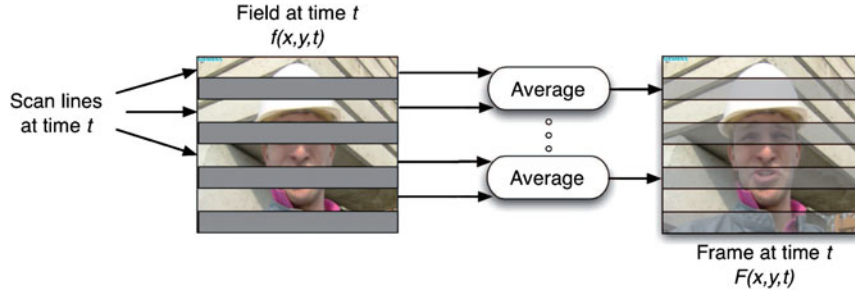 Field at time t
f(x,y,t)
Scan lines
at time t
Average
Average
Frame at time t
F(x,y,t)